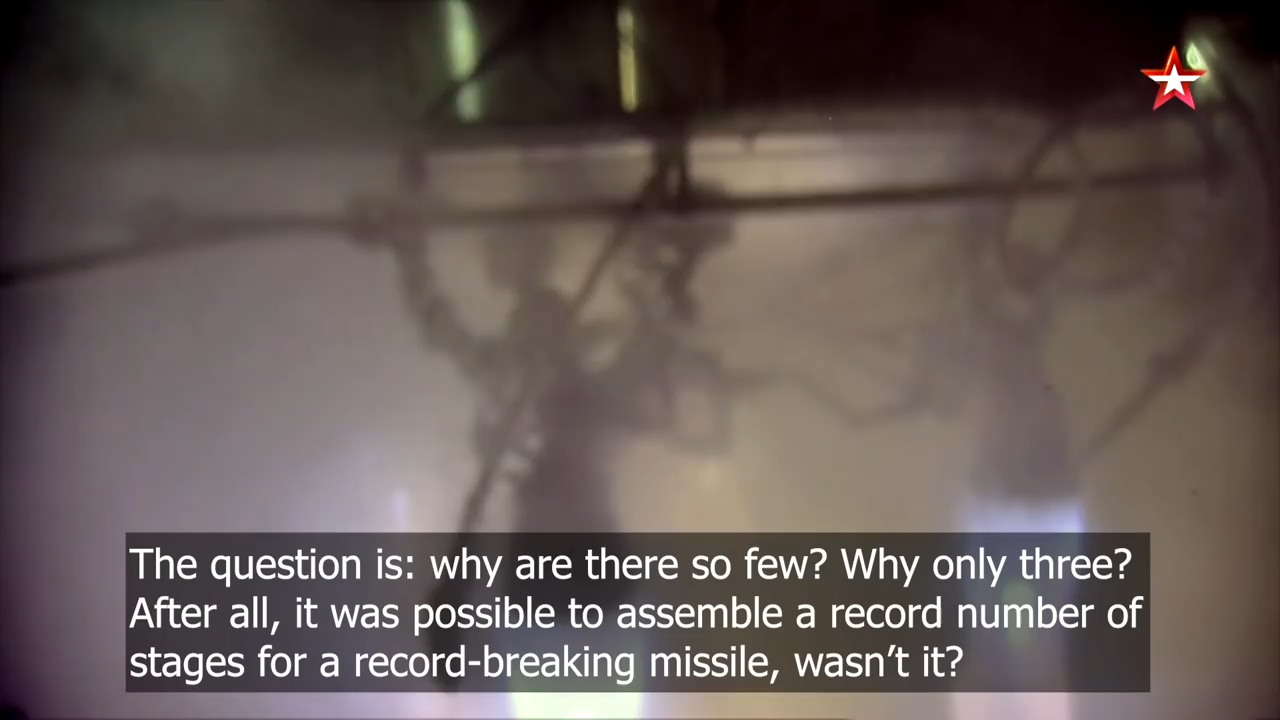 The question is: why are there so few? Why only three?
After all, it was possible to assemble a record number of
stages for a record-breaking missile, wasn’t it?